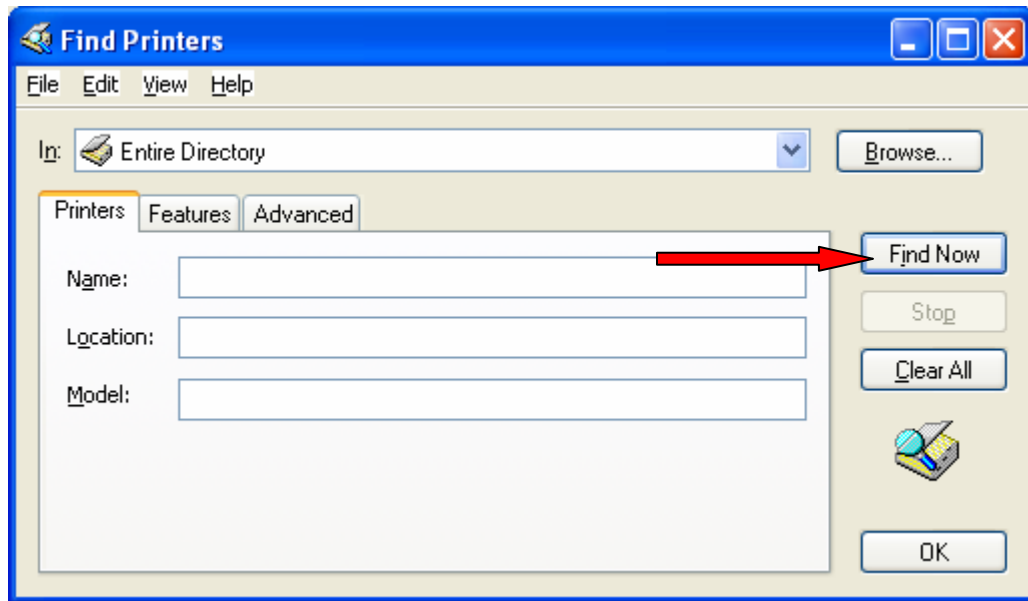 Find Printers
File Edit View Help
In: Entire Directory Browse...
Printers Features Advanced
Name: Find Now
Stop
Location:
Clear All
Model:
OK